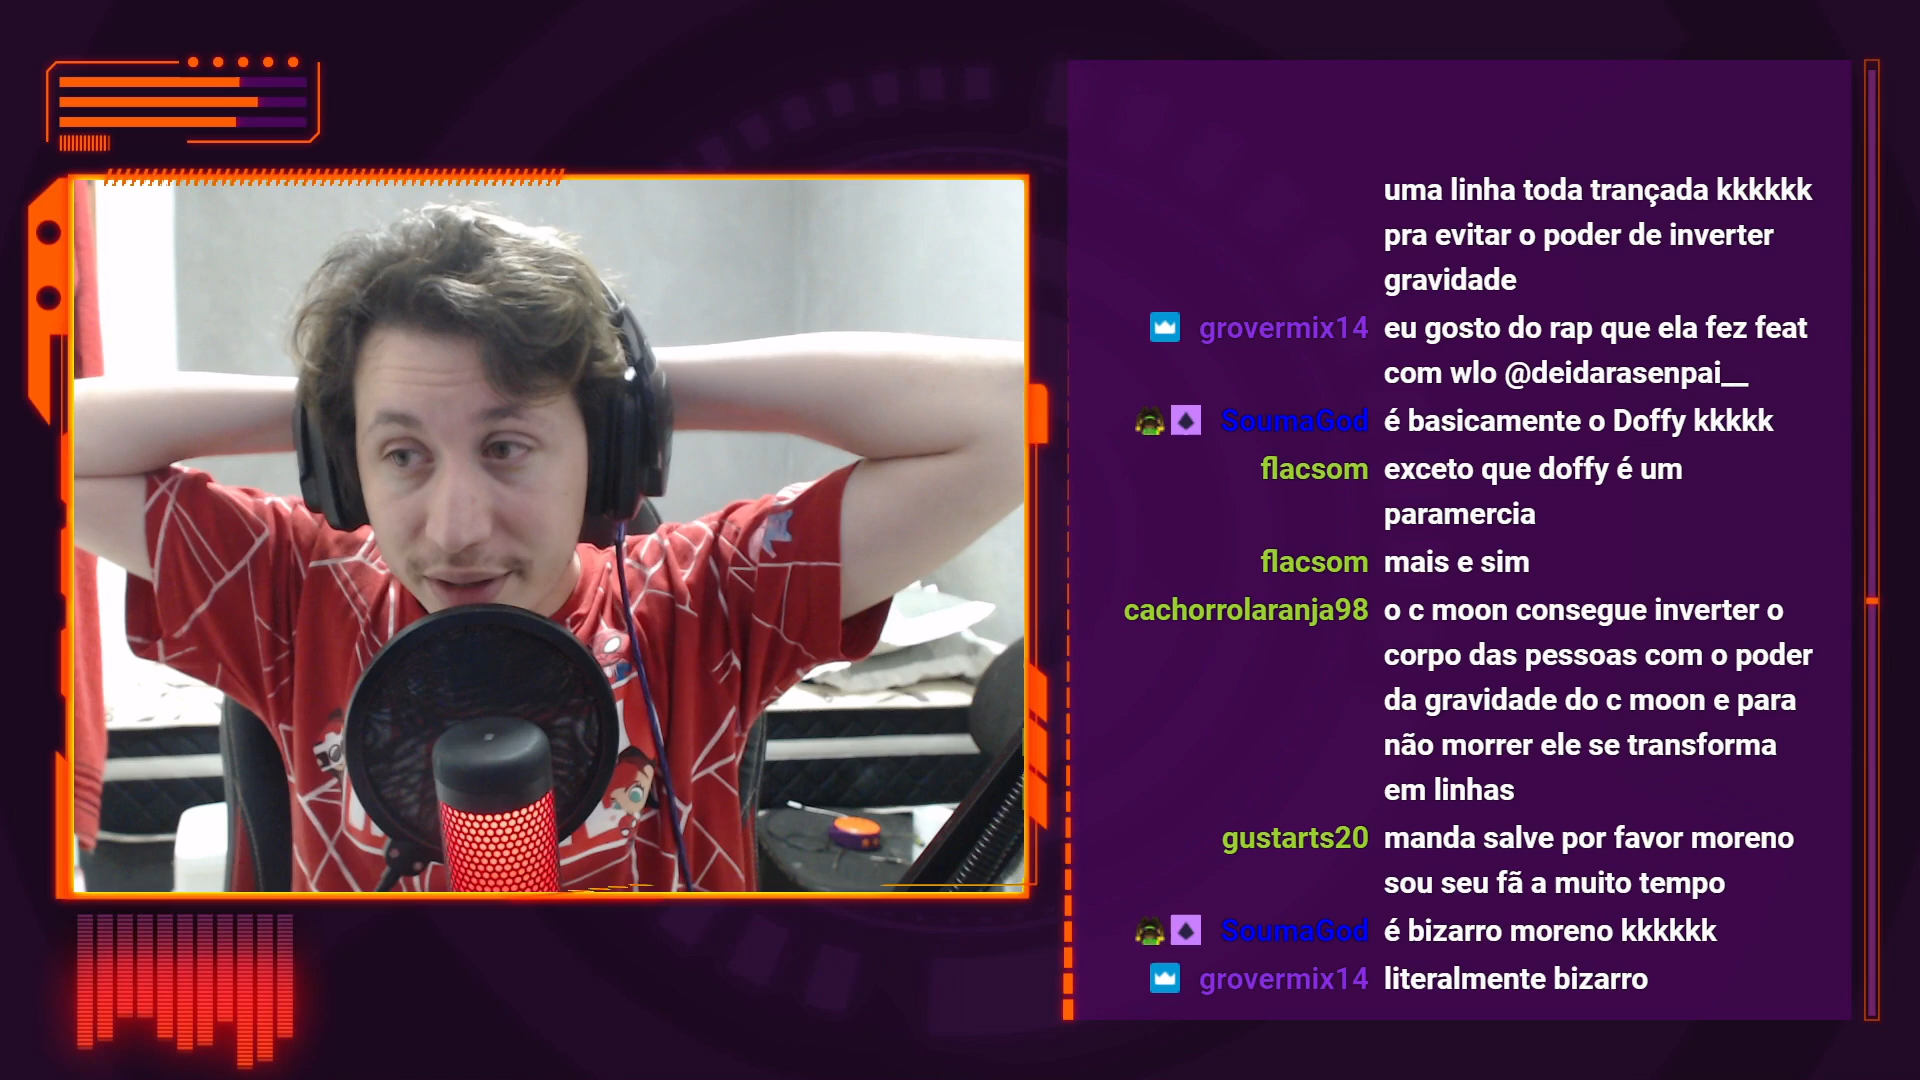 uma linha toda trançada kkkkkk
pra evitar o poder de inverter
gravidade
grovermix14 eu gosto do rap que ela fez feat
com wlo @deidarasenpai__
SoumaGod é basicamente o Doffy kkkkk
flacsom exceto que doffy é um
paramercia
flacsom mais e sim
cachorrolaranja98 o c moon consegue inverter o
corpo das pessoas com o poder
da gravidade do c moon e para
não morrer ele se transforma
em linhas
gustarts20 manda salve por favor moreno
sou seu fã a muito tempo
SoumaGod é bizarro moreno kkkkkk
grovermix14 literalmente bizarro